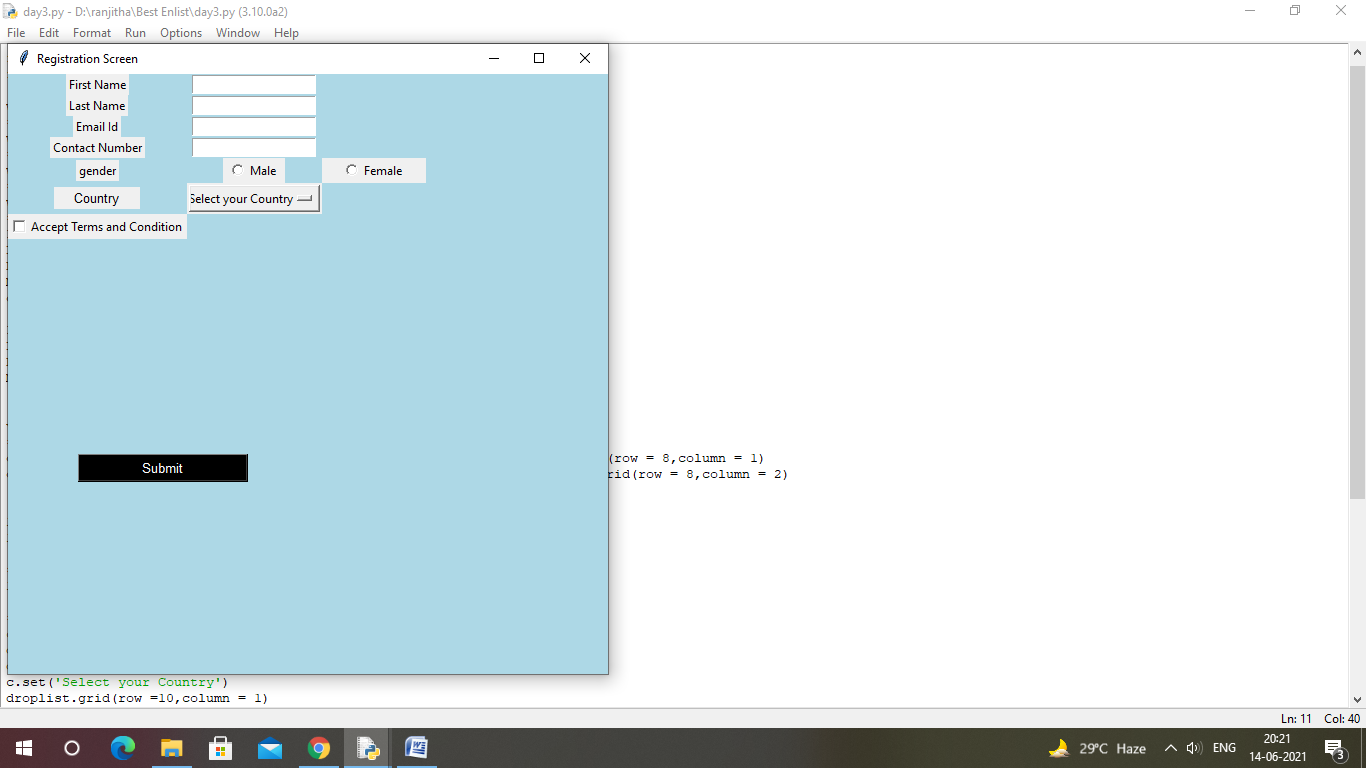 day3.py - D:\ranjitha\Best Enlist\day3.py (3.10.0a2)
File Edit Format Run Options Window Help
Registration Screen
First Name
Last Name
Email Id
Contact Number
gender Male Female
Country Select your Country
Accept Terms and Condition
(row = 8,column = 1)
rid(row = 8,column = 2)
Submit
c.set('Select your Country')
droplist.grid(row =10,column = 1)
Ln: 11 Col: 40
29°C Haze ENG 20:21
14-06-2021
3